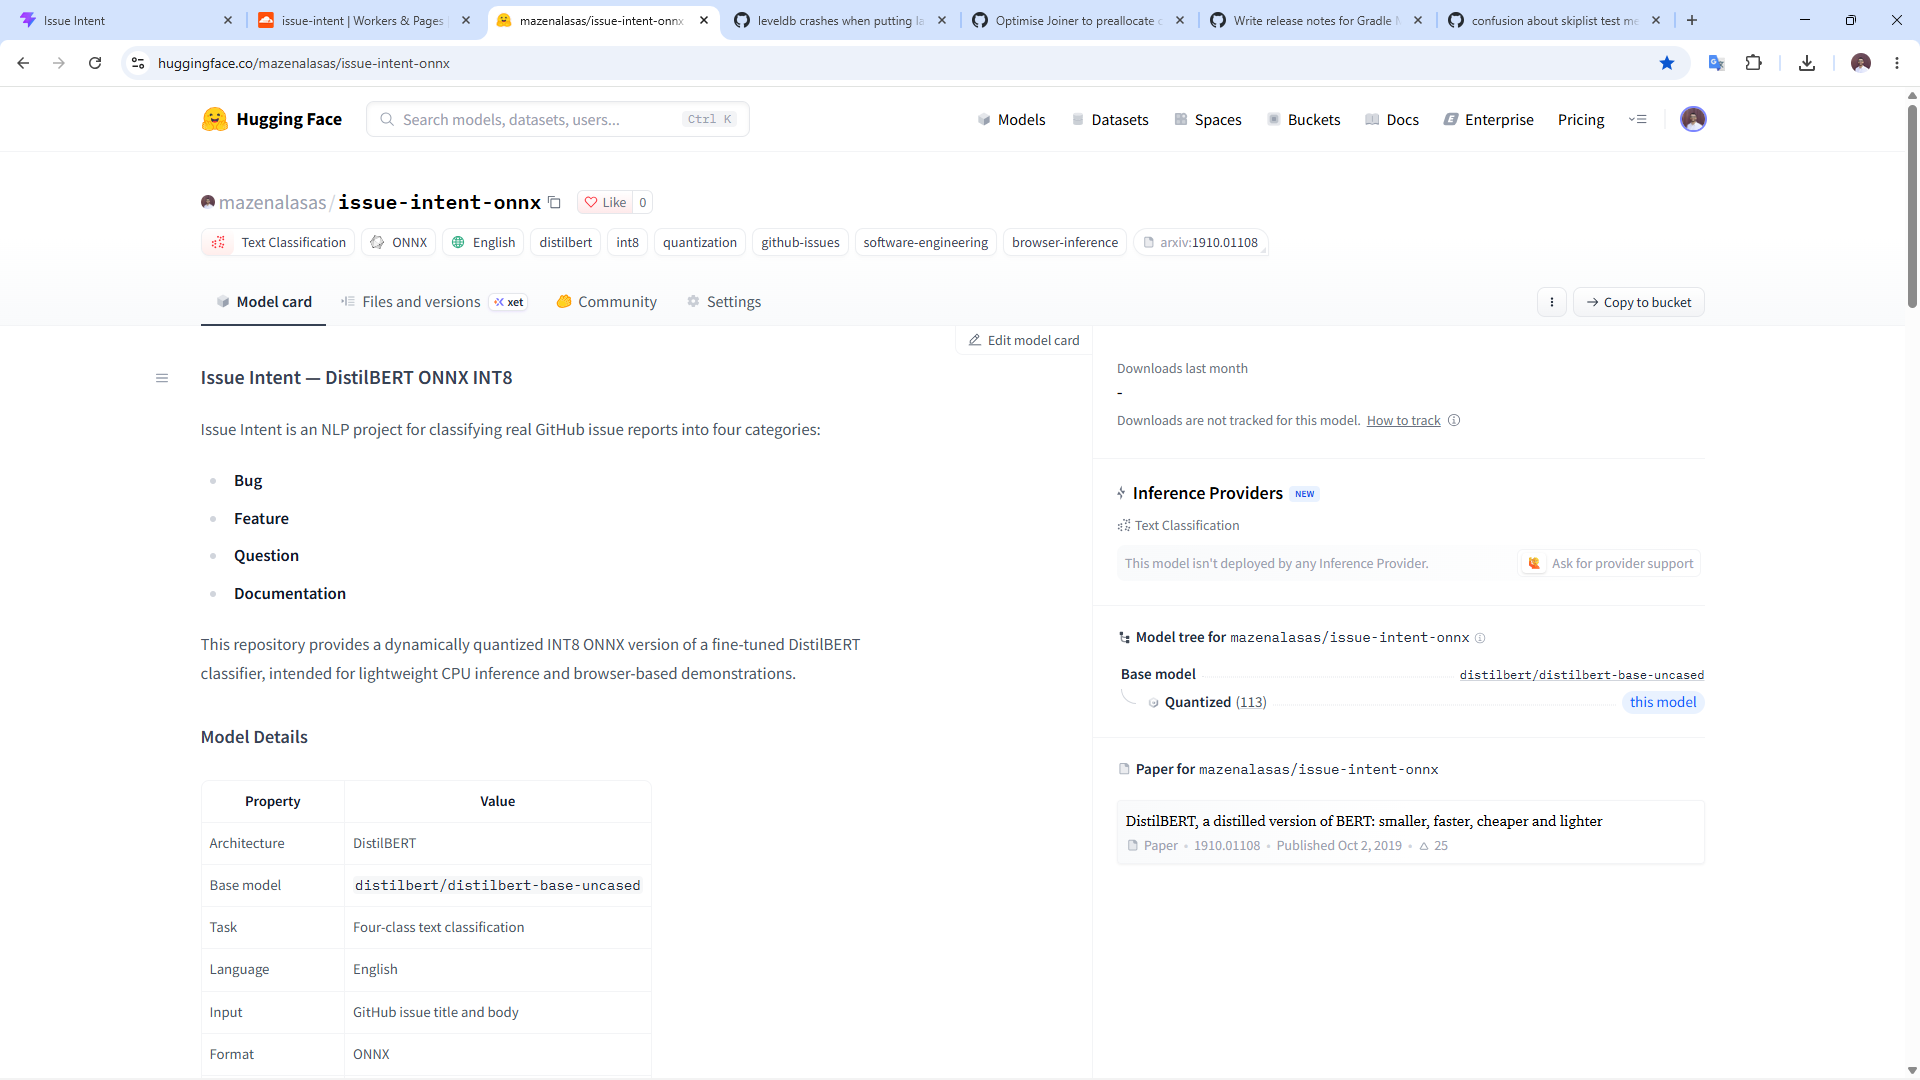 Issue Intent
issue-intent | Workers & Pages
mazenalasas/issue-intent-onnx
leveldb crashes when putting la
Optimise Joiner to preallocate c
Write release notes for Gradle
confusion about skiplist test me
huggingface.co/mazenalasas/issue-intent-onnx
Hugging Face
Search models, datasets, users...
Ctrl K
Models
Datasets
Spaces
Buckets
Docs
Enterprise
Pricing
mazenalasas/issue-intent-onnx
Like 0
Text Classification
ONNX
English
distilbert
int8
quantization
github-issues
software-engineering
browser-inference
arxiv:1910.01108
Model card
Files and versions
xet
Community
Settings
Copy to bucket
Edit model card
Issue Intent — DistilBERT ONNX INT8
Issue Intent is an NLP project for classifying real GitHub issue reports into four categories:
Bug
Feature
Question
Documentation
This repository provides a dynamically quantized INT8 ONNX version of a fine-tuned DistilBERT
classifier, intended for lightweight CPU inference and browser-based demonstrations.
Model Details
Property Value
Architecture DistilBERT
Base model distilbert/distilbert-base-uncased
Task Four-class text classification
Language English
Input GitHub issue title and body
Format ONNX
Downloads last month
-
Downloads are not tracked for this model. How to track
Inference Providers NEW
Text Classification
This model isn't deployed by any Inference Provider.
Ask for provider support
Model tree for mazenalasas/issue-intent-onnx
Base model distilbert/distilbert-base-uncased
Quantized (113) this model
Paper for mazenalasas/issue-intent-onnx
DistilBERT, a distilled version of BERT: smaller, faster, cheaper and lighter
Paper • 1910.01108 • Published Oct 2, 2019 • 25